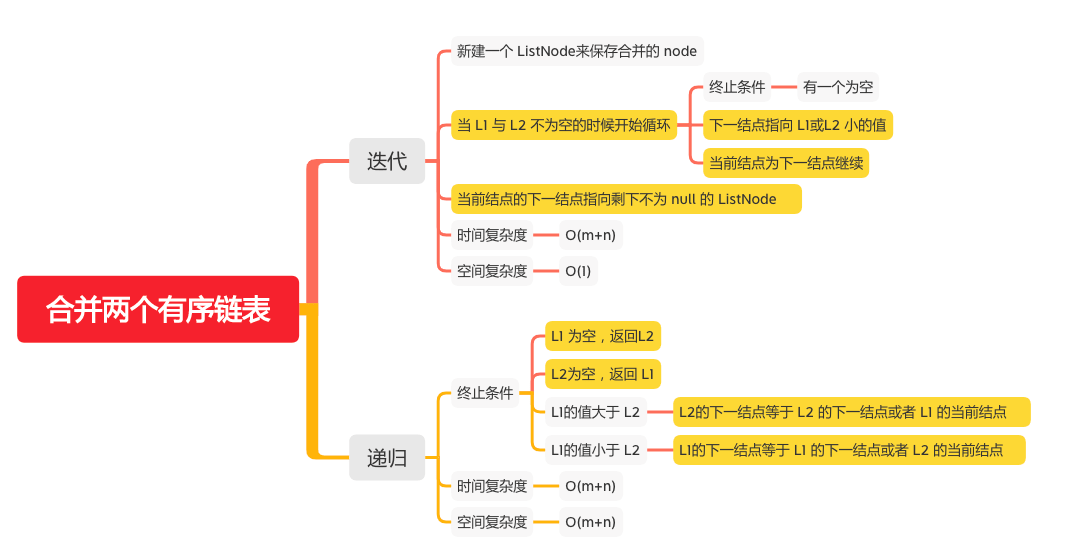 合并两个有序链表
迭代
新建一个 ListNode来保存合并的 node
当 L1 与 L2 不为空的时候开始循环
终止条件
有一个为空
下一结点指向 L1或L2 小的值
当前结点为下一结点继续
当前结点的下一结点指向剩下不为 null 的 ListNode
时间复杂度
O(m+n)
空间复杂度
O(1)
递归
终止条件
L1 为空，返回L2
L2为空，返回 L1
L1的值大于 L2
L2的下一结点等于 L2 的下一结点或者 L1 的当前结点
L1的值小于 L2
L1的下一结点等于 L1 的下一结点或者 L2 的当前结点
时间复杂度
O(m+n)
空间复杂度
O(m+n)